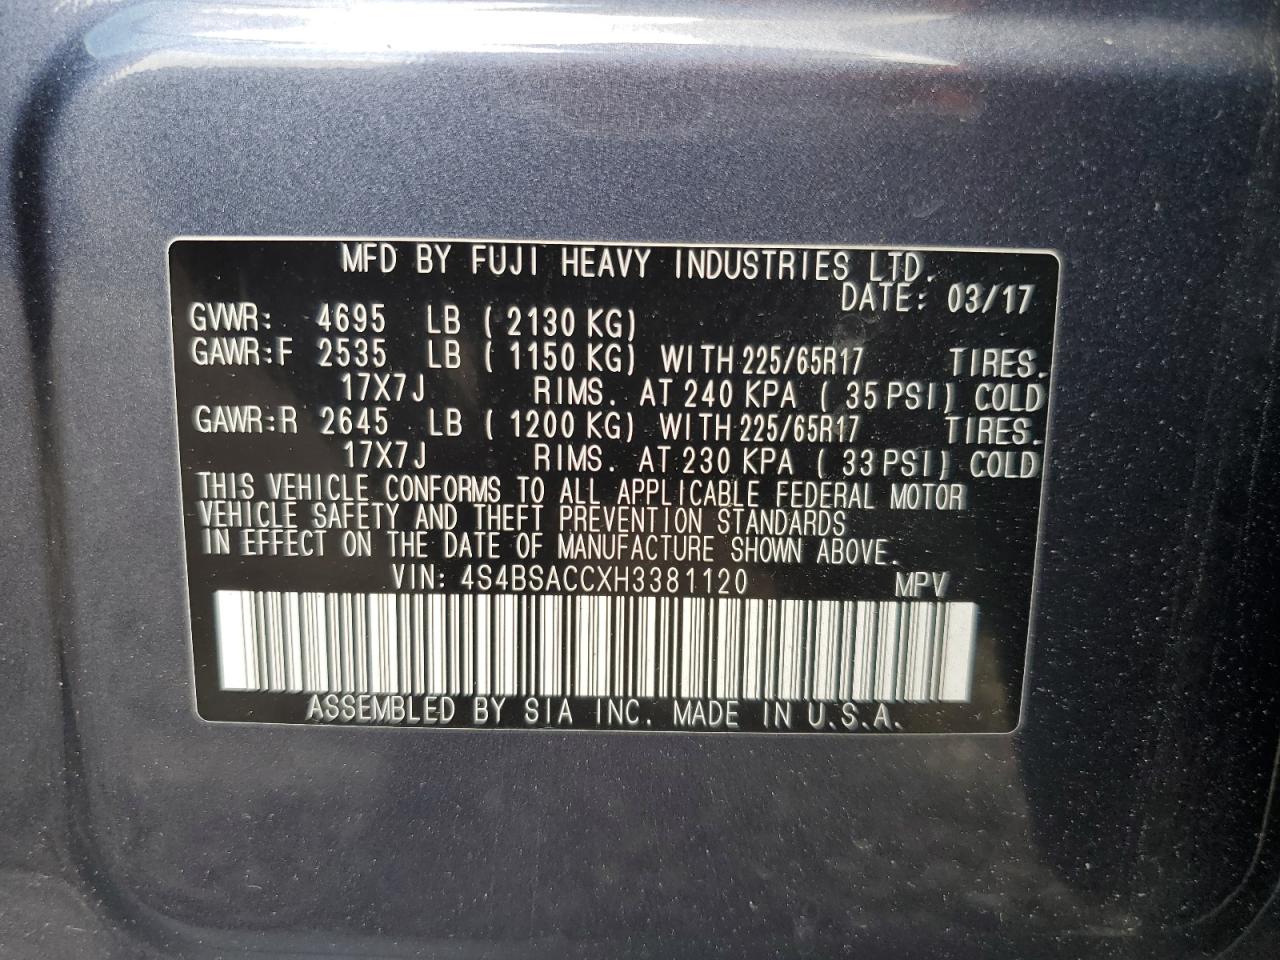 MFD BY FUJI HEAVY INDUSTRIES LTD.
DATE: 03/17
GVWR: 4695 LB ( 2130 KG)
GAWR:F 2535 LB ( 1150 KG) WITH 225/65R17 TIRES.
17X7J RIMS. AT 240 KPA ( 35 PSI) COLD
GAWR:R 2645 LB ( 1200 KG) WITH 225/65R17 TIRES.
17X7J RIMS. AT 230 KPA ( 33 PSI) COLD
THIS VEHICLE CONFORMS TO ALL APPLICABLE FEDERAL MOTOR
VEHICLE SAFETY AND THEFT PREVENTION STANDARDS
IN EFFECT ON THE DATE OF MANUFACTURE SHOWN ABOVE.
VIN: 4S4BSACCXH3381120 MPV
ASSEMBLED BY SIA INC. MADE IN U.S.A.